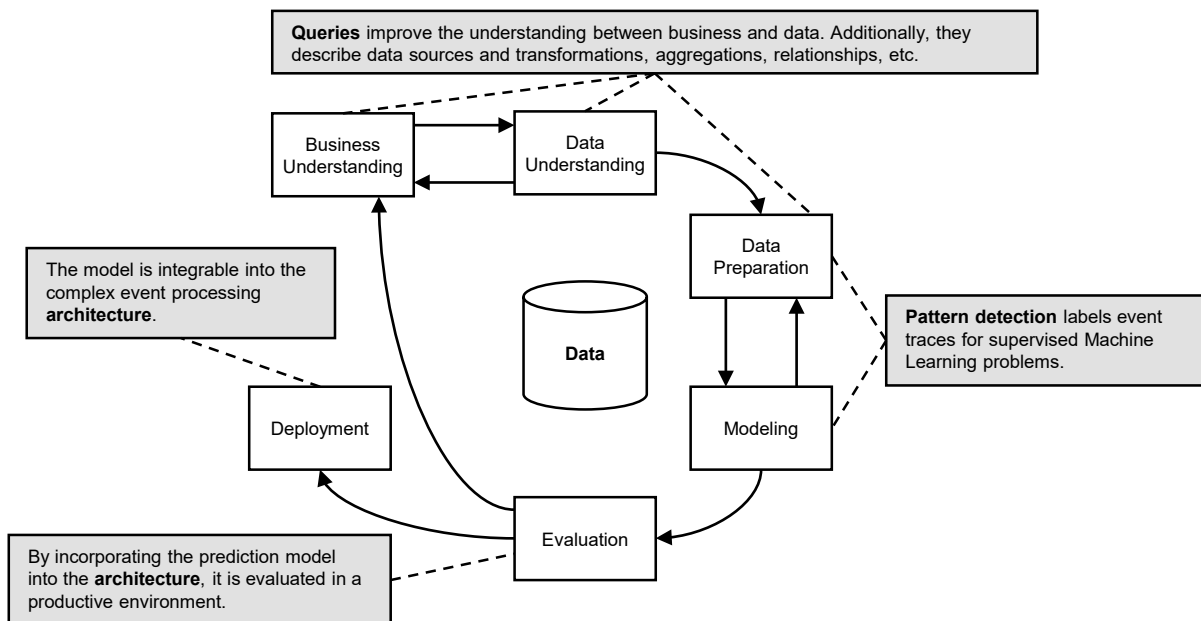 Queries improve the understanding between business and data. Additionally, they
describe data sources and transformations, aggregations, relationships, etc.
Business
Understanding
Data
Understanding
Data
Preparation
The model is integrable into the
complex event processing
architecture.
Pattern detection labels event
traces for supervised Machine
Learning problems.
Data
Deployment
Modeling
Evaluation
By incorporating the prediction model
into the architecture, it is evaluated in a
productive environment.